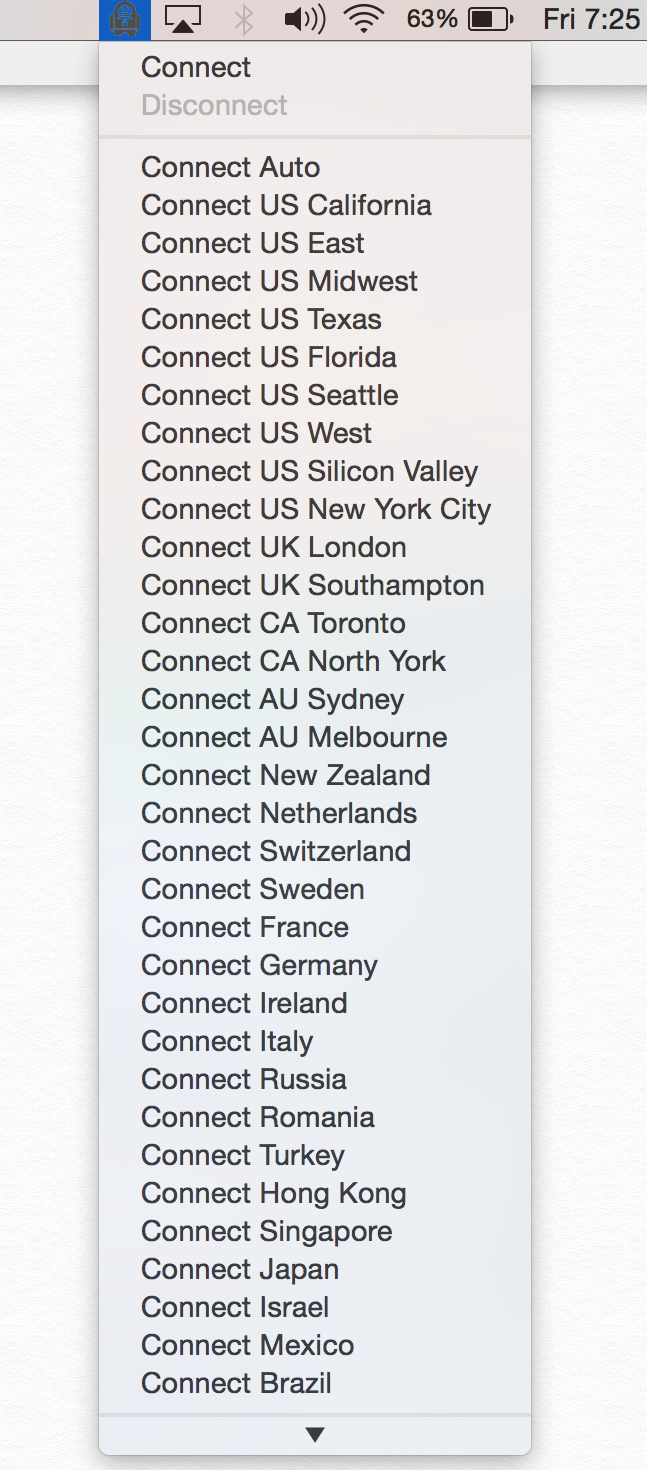 63% Fri 7:25
Connect
Disconnect
Connect Auto
Connect US California
Connect US East
Connect US Midwest
Connect US Texas
Connect US Florida
Connect US Seattle
Connect US West
Connect US Silicon Valley
Connect US New York City
Connect UK London
Connect UK Southampton
Connect CA Toronto
Connect CA North York
Connect AU Sydney
Connect AU Melbourne
Connect New Zealand
Connect Netherlands
Connect Switzerland
Connect Sweden
Connect France
Connect Germany
Connect Ireland
Connect Italy
Connect Russia
Connect Romania
Connect Turkey
Connect Hong Kong
Connect Singapore
Connect Japan
Connect Israel
Connect Mexico
Connect Brazil